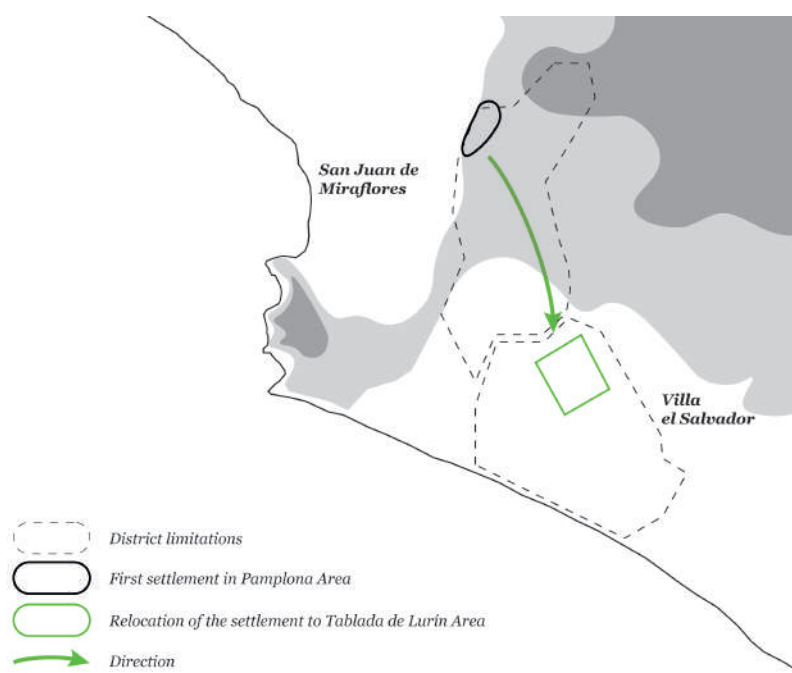 San Juan de
Miraflores
Villa
el Salvador
District limitations
First settlement in Pamplona Area
Relocation of the settlement to Tablada de Lurín Area
Direction